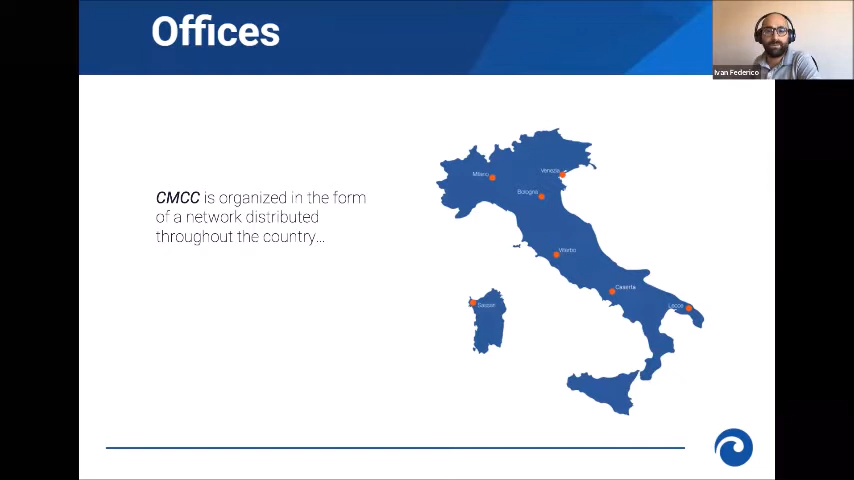 Offices
Ivan Federico
CMCC is organized in the form
of a network distributed
throughout the country...
Milano
Venezia
Bologna
Viterbo
Caserta
Sassari
Lecce